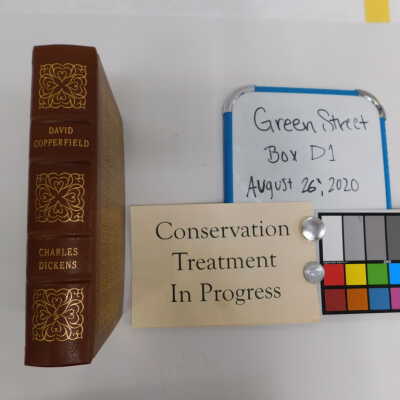 DAVID
COPPERFIELD
CHARLES
DICKENS
Green Street
Box D1
August 26, 2020
Conservation
Treatment
In Progress